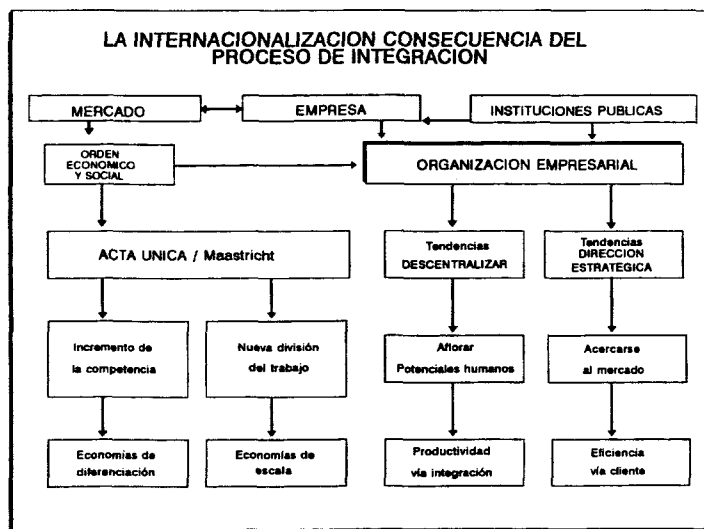 LA INTERNACIONALIZACION CONSECUENCIA DEL
PROCESO DE INTEGRACION
MERCADO
EMPRESA
INSTITUCIONES PUBLICAS
ORDEN
ECONOMICO
Y SOCIAL
ORGANIZACION EMPRESARIAL
ACTA UNICA / Maastricht
Tendencias
DESCENTRALIZAR
Tendencias
DIRECCION
ESTRATEGICA
Incremento de
la competencia
Nueva división
del trabajo
Aflorar
Potenciales humanos
Acercarse
al mercado
Economías de
diferenciación
Economías de
escala
Productividad
vía integración
Eficiencia
vía cliente